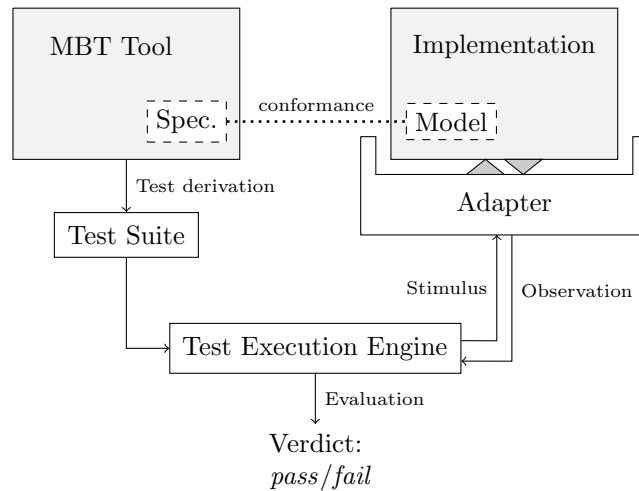 MBT Tool
Implementation
Spec.
conformance
Model
Test derivation
Adapter
Test Suite
Stimulus
Observation
Test Execution Engine
Evaluation
Verdict:
pass/fail